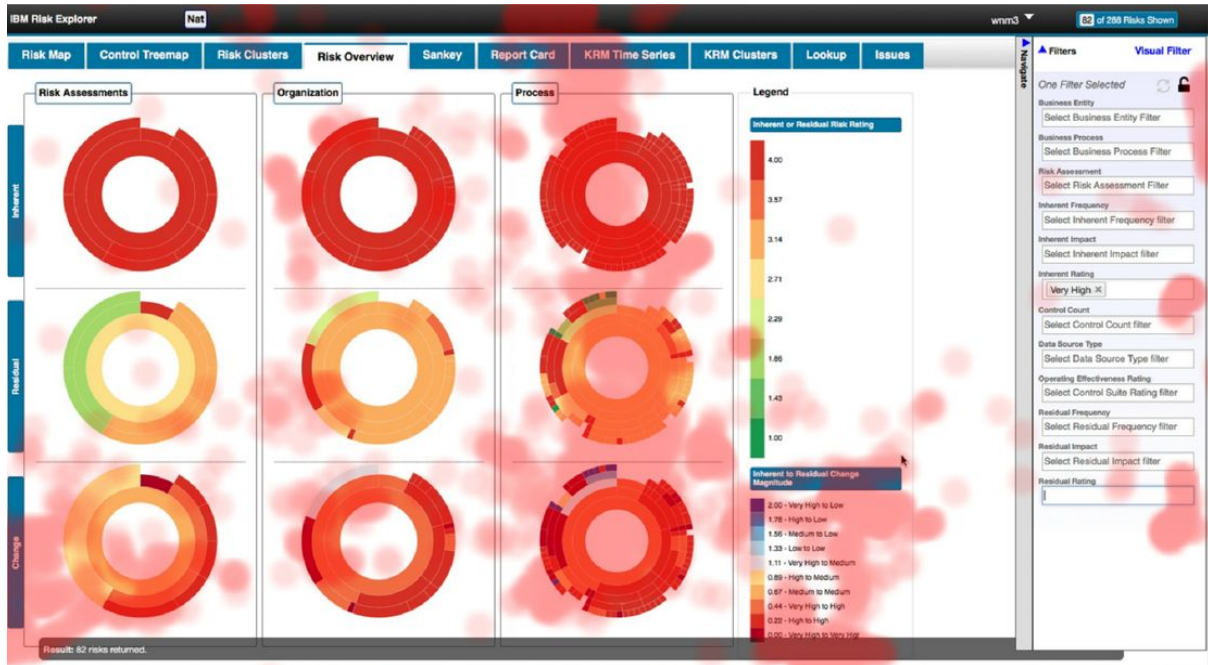 IBM Risk Explorer
Nat
wnm3
82 of 288 Risks Shown
Risk Map
Control Treemap
Risk Clusters
Risk Overview
Sankey
Report Card
KRM Time Series
KRM Clusters
Lookup
Issues
Navigate
Filters
Visual Filter
Risk Assessments
Organization
Process
Legend
Inherent
Residual
Change
Inherent or Residual Risk Rating
4.00
3.57
3.14
2.71
2.29
1.86
1.43
1.00
Inherent to Residual Change
Magnitude
2.00 - Very High to Low
1.78 - High to Low
1.56 - Medium to Low
1.33 - Low to Low
1.11 - Very High to Medium
0.89 - High to Medium
0.67 - Medium to Medium
0.44 - Very High to High
0.22 - High to High
0.00 - Very High to Very High
One Filter Selected
Business Entity
Select Business Entity Filter
Business Process
Select Business Process Filter
Risk Assessment
Select Risk Assessment Filter
Inherent Frequency
Select Inherent Frequency filter
Inherent Impact
Select Inherent Impact filter
Inherent Rating
Very High ×
Control Count
Select Control Count filter
Data Source Type
Select Data Source Type filter
Operating Effectiveness Rating
Select Control Suite Rating filter
Residual Frequency
Select Residual Frequency filter
Residual Impact
Select Residual Impact filter
Residual Rating
Result: 82 risks returned.